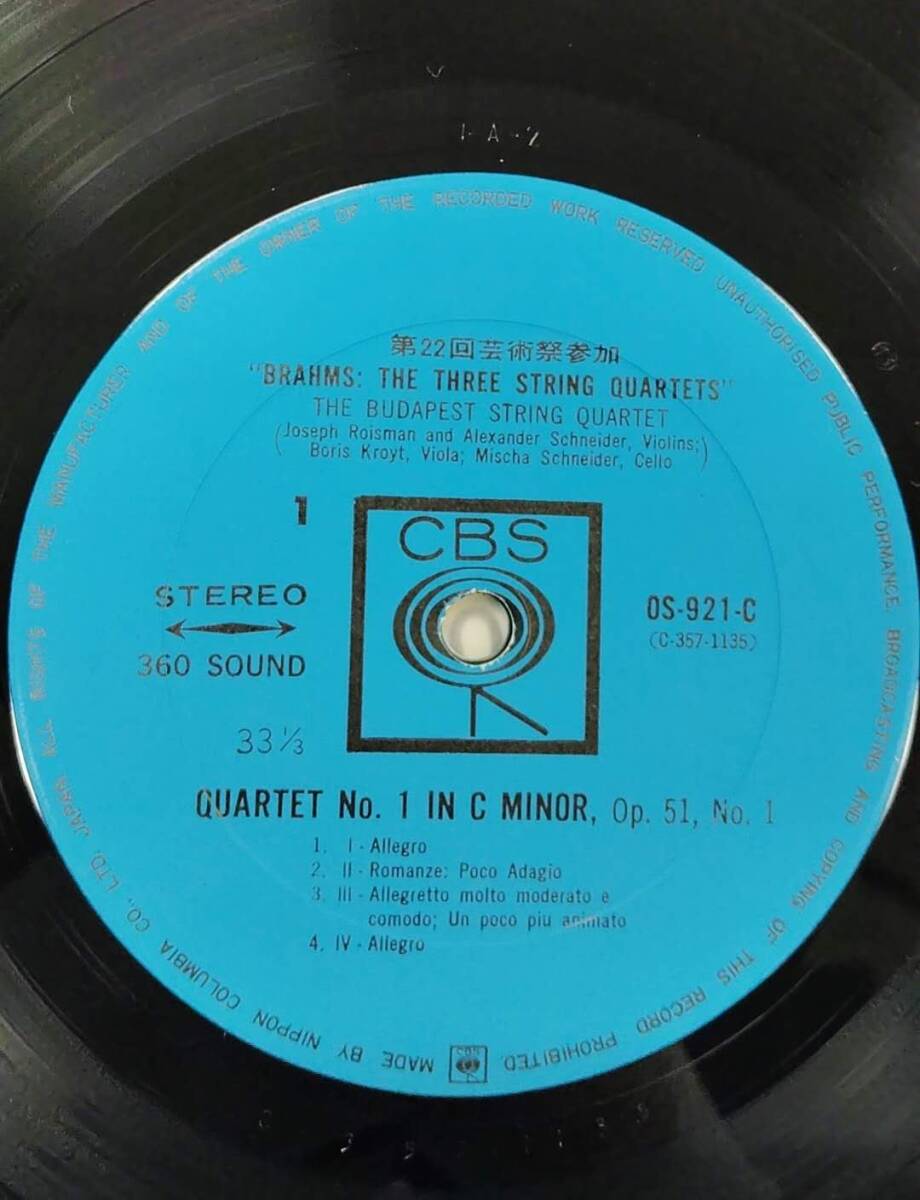 1-A-2
第22回芸術祭参加
"BRAHMS: THE THREE STRING QUARTETS"
THE BUDAPEST STRING QUARTET
(Joseph Roisman and Alexander Schneider, Violins;
Boris Kroyt, Viola; Mischa Schneider, Cello)
1
CBS
STEREO
360 SOUND
OS-921-C
(C-357-1135)
33 1/3
QUARTET No. 1 IN C MINOR, Op. 51, No. 1
1. I - Allegro
2. II - Romanze: Poco Adagio
3. III - Allegretto molto moderato e
comodo; Un poco piu animato
4. IV - Allegro
MADE BY NIPPON COLUMBIA CO., LTD. JAPAN ALL RIGHTS OF THE MANUFACTURER AND OF THE OWNER OF THE RECORDED WORK RESERVED UNAUTHORISED PUBLIC PERFORMANCE, BROADCASTING AND COPYING OF THIS RECORD PROHIBITED.
CBS